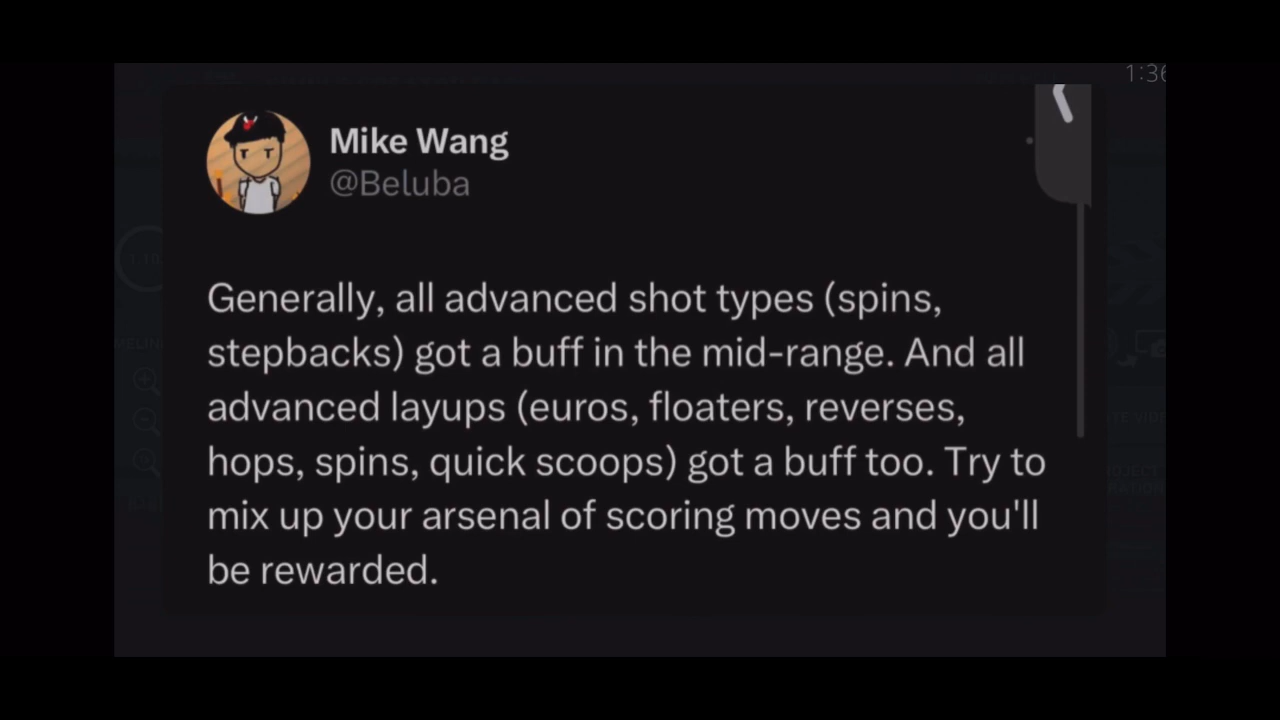 1:36
Mike Wang
@Beluba
Generally, all advanced shot types (spins,
stepbacks) got a buff in the mid-range. And all
advanced layups (euros, floaters, reverses,
hops, spins, quick scoops) got a buff too. Try to
mix up your arsenal of scoring moves and you'll
be rewarded.